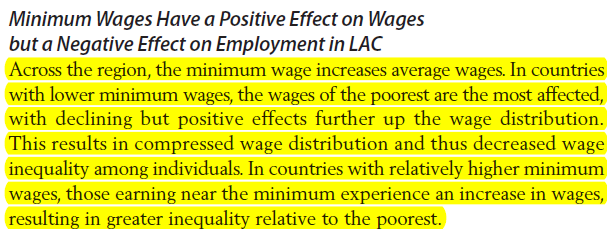 Minimum Wages Have a Positive Effect on Wages
but a Negative Effect on Employment in LAC
Across the region, the minimum wage increases average wages. In countries
with lower minimum wages, the wages of the poorest are the most affected,
with declining but positive effects further up the wage distribution.
This results in compressed wage distribution and thus decreased wage
inequality among individuals. In countries with relatively higher minimum
wages, those earning near the minimum experience an increase in wages,
resulting in greater inequality relative to the poorest.